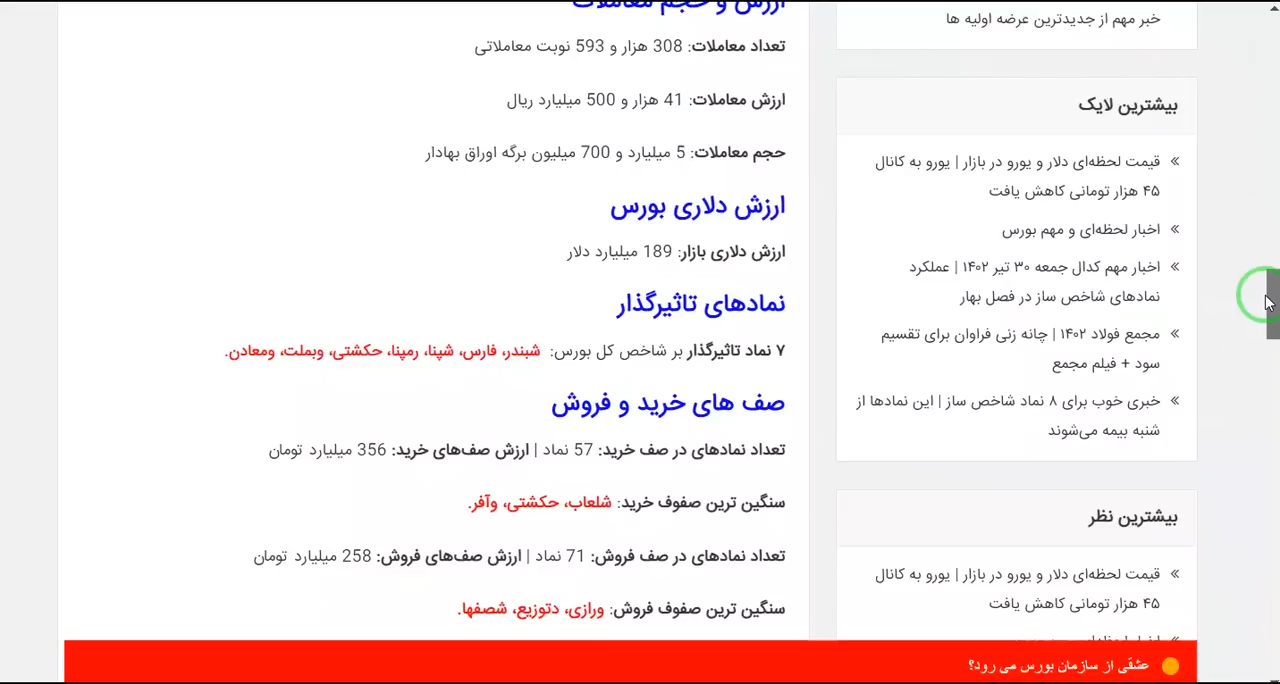 ارزش و حجم معاملات
تعداد معاملات: 308 هزار و 593 نوبت معاملاتی
ارزش معاملات: 41 هزار و 500 میلیارد ریال
حجم معاملات: 5 میلیارد و 700 میلیون برگه اوراق بهادار
ارزش دلاری بورس
ارزش دلاری بازار: 189 میلیارد دلار
نمادهای تاثیرگذار
۷ نماد تاثیرگذار بر شاخص کل بورس: شبندر، فارس، شپنا، رمپنا، حکشتی، وبملت، ومعادن.
صف های خرید و فروش
تعداد نمادهای در صف خرید: 57 نماد | ارزش صف‌های خرید: 356 میلیارد تومان
سنگین ترین صفوف خرید: شلعاب، حکشتی، وآفر.
تعداد نمادهای در صف فروش: 71 نماد | ارزش صف‌های فروش: 258 میلیارد تومان
سنگین ترین صفوف فروش: ورازی، دتوزیع، شصفها.
خبر مهم از جدیدترین عرضه اولیه ها
بیشترین لایک
» قیمت لحظه‌ای دلار و یورو در بازار | یورو به کانال
۴۵ هزار تومانی کاهش یافت
» اخبار لحظه‌ای و مهم بورس
» اخبار مهم کدال جمعه ۳۰ تیر ۱۴۰۲ | عملکرد
نمادهای شاخص ساز در فصل بهار
» مجمع فولاد ۱۴۰۲ | چانه زنی فراوان برای تقسیم
سود + فیلم مجمع
» خبری خوب برای ۸ نماد شاخص ساز | این نمادها از
شنبه بیمه می‌شوند
بیشترین نظر
» قیمت لحظه‌ای دلار و یورو در بازار | یورو به کانال
۴۵ هزار تومانی کاهش یافت
عشقی از سازمان بورس می رود؟